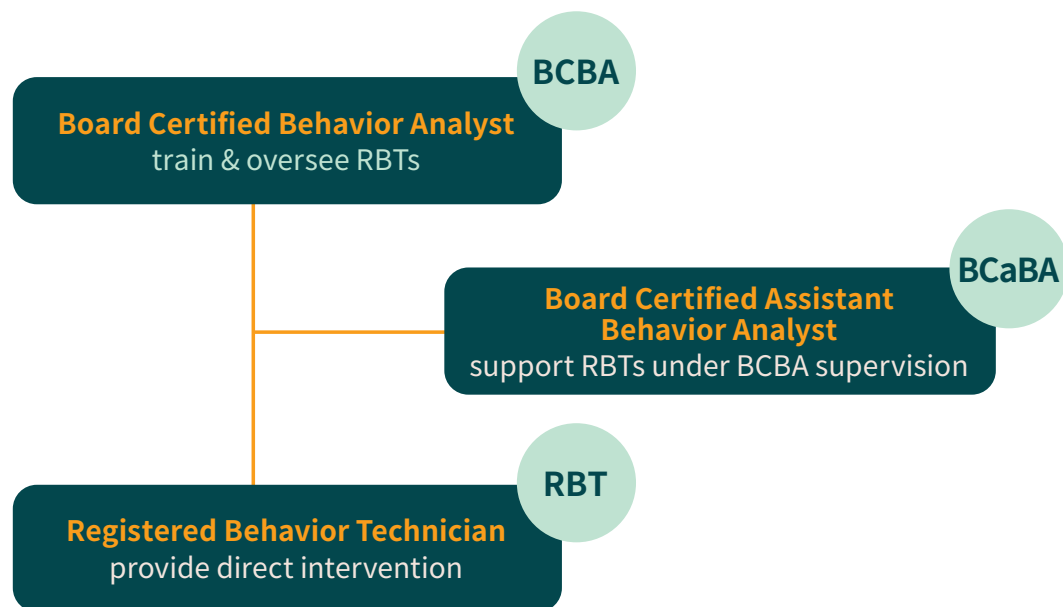 BCBA
Board Certified Behavior Analyst
train & oversee RBTs
BCaBA
Board Certified Assistant
Behavior Analyst
support RBTs under BCBA supervision
RBT
Registered Behavior Technician
provide direct intervention